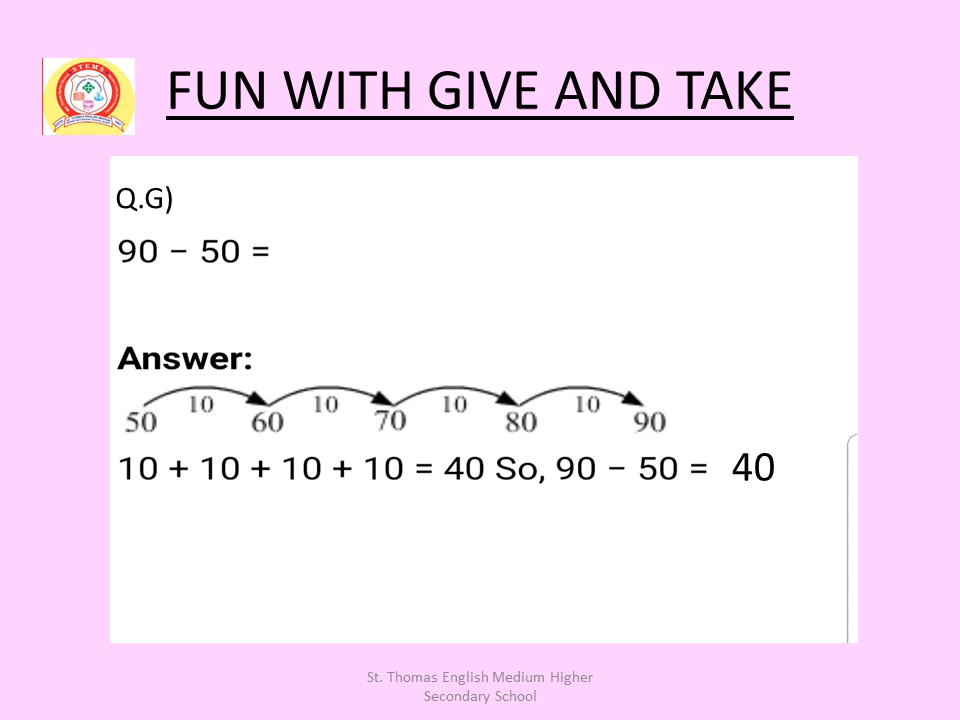 STEMS
FUN WITH GIVE AND TAKE
Q.G)
90 − 50 =
Answer:
10 10 10 10
50 60 70 80 90
10 + 10 + 10 + 10 = 40 So, 90 − 50 = 40
St. Thomas English Medium Higher
Secondary School